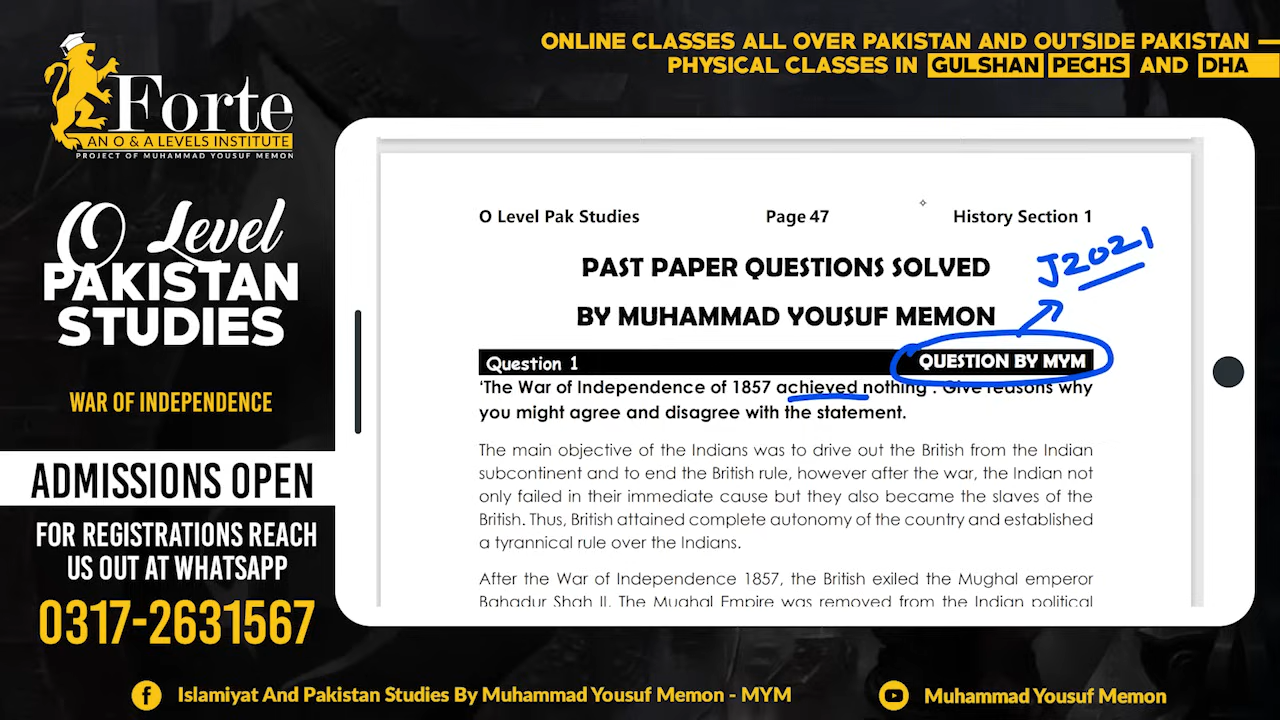 Forte
AN O & A LEVELS INSTITUTE
PROJECT OF MUHAMMAD YOUSUF MEMON
ONLINE CLASSES ALL OVER PAKISTAN AND OUTSIDE PAKISTAN
PHYSICAL CLASSES IN GULSHAN PECHS AND DHA
O Level
PAKISTAN
STUDIES
WAR OF INDEPENDENCE
ADMISSIONS OPEN
FOR REGISTRATIONS REACH
US OUT AT WHATSAPP
0317-2631567
O Level Pak Studies Page 47 History Section 1
J2021
PAST PAPER QUESTIONS SOLVED
BY MUHAMMAD YOUSUF MEMON
Question 1 QUESTION BY MYM
‘The War of Independence of 1857 achieved nothing’. Give reasons why
you might agree and disagree with the statement.
The main objective of the Indians was to drive out the British from the Indian
subcontinent and to end the British rule, however after the war, the Indian not
only failed in their immediate cause but they also became the slaves of the
British. Thus, British attained complete autonomy of the country and established
a tyrannical rule over the Indians.
After the War of Independence 1857, the British exiled the Mughal emperor
Bahadur Shah II. The Mughal Empire was removed from the Indian political
Islamiyat And Pakistan Studies By Muhammad Yousuf Memon - MYM
Muhammad Yousuf Memon